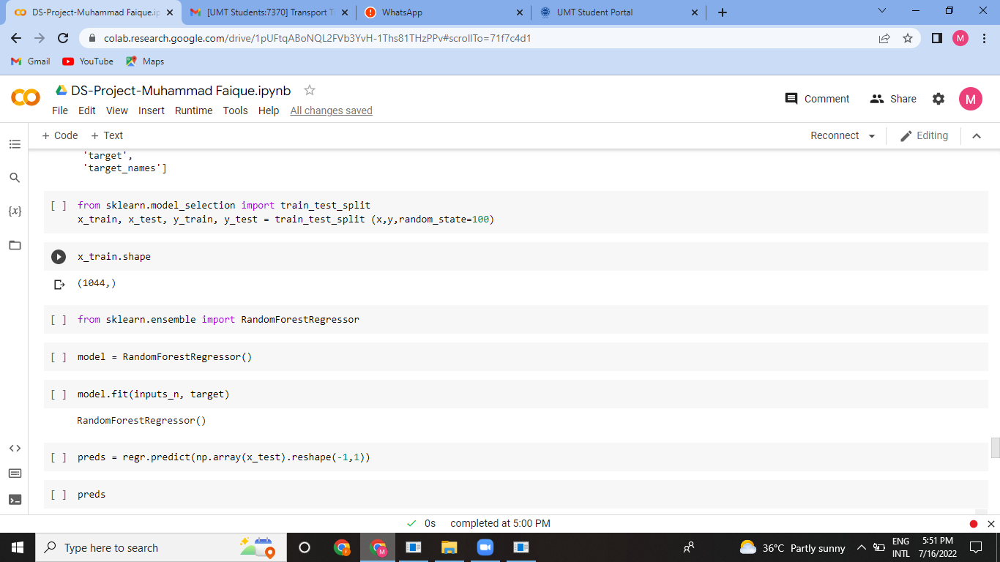 DS-Project-Muhammad Faique.ip
[UMT Students:7370] Transport T
WhatsApp
UMT Student Portal
colab.research.google.com/drive/1pUFtqABoNQL2FVb3YvH-1Ths81THzPPv#scrollTo=71f7c4d1
M
Gmail
YouTube
Maps
DS-Project-Muhammad Faique.ipynb
File Edit View Insert Runtime Tools Help All changes saved
Comment
Share
M
+ Code + Text
Reconnect
Editing
'target',
'target_names']
[ ] from sklearn.model_selection import train_test_split
x_train, x_test, y_train, y_test = train_test_split (x,y,random_state=100)
x_train.shape
(1044,)
[ ] from sklearn.ensemble import RandomForestRegressor
[ ] model = RandomForestRegressor()
[ ] model.fit(inputs_n, target)
RandomForestRegressor()
[ ] preds = regr.predict(np.array(x_test).reshape(-1,1))
[ ] preds
{x}
0s completed at 5:00 PM
Type here to search
F
M
36°C Partly sunny
ENG
INTL
5:51 PM
7/16/2022